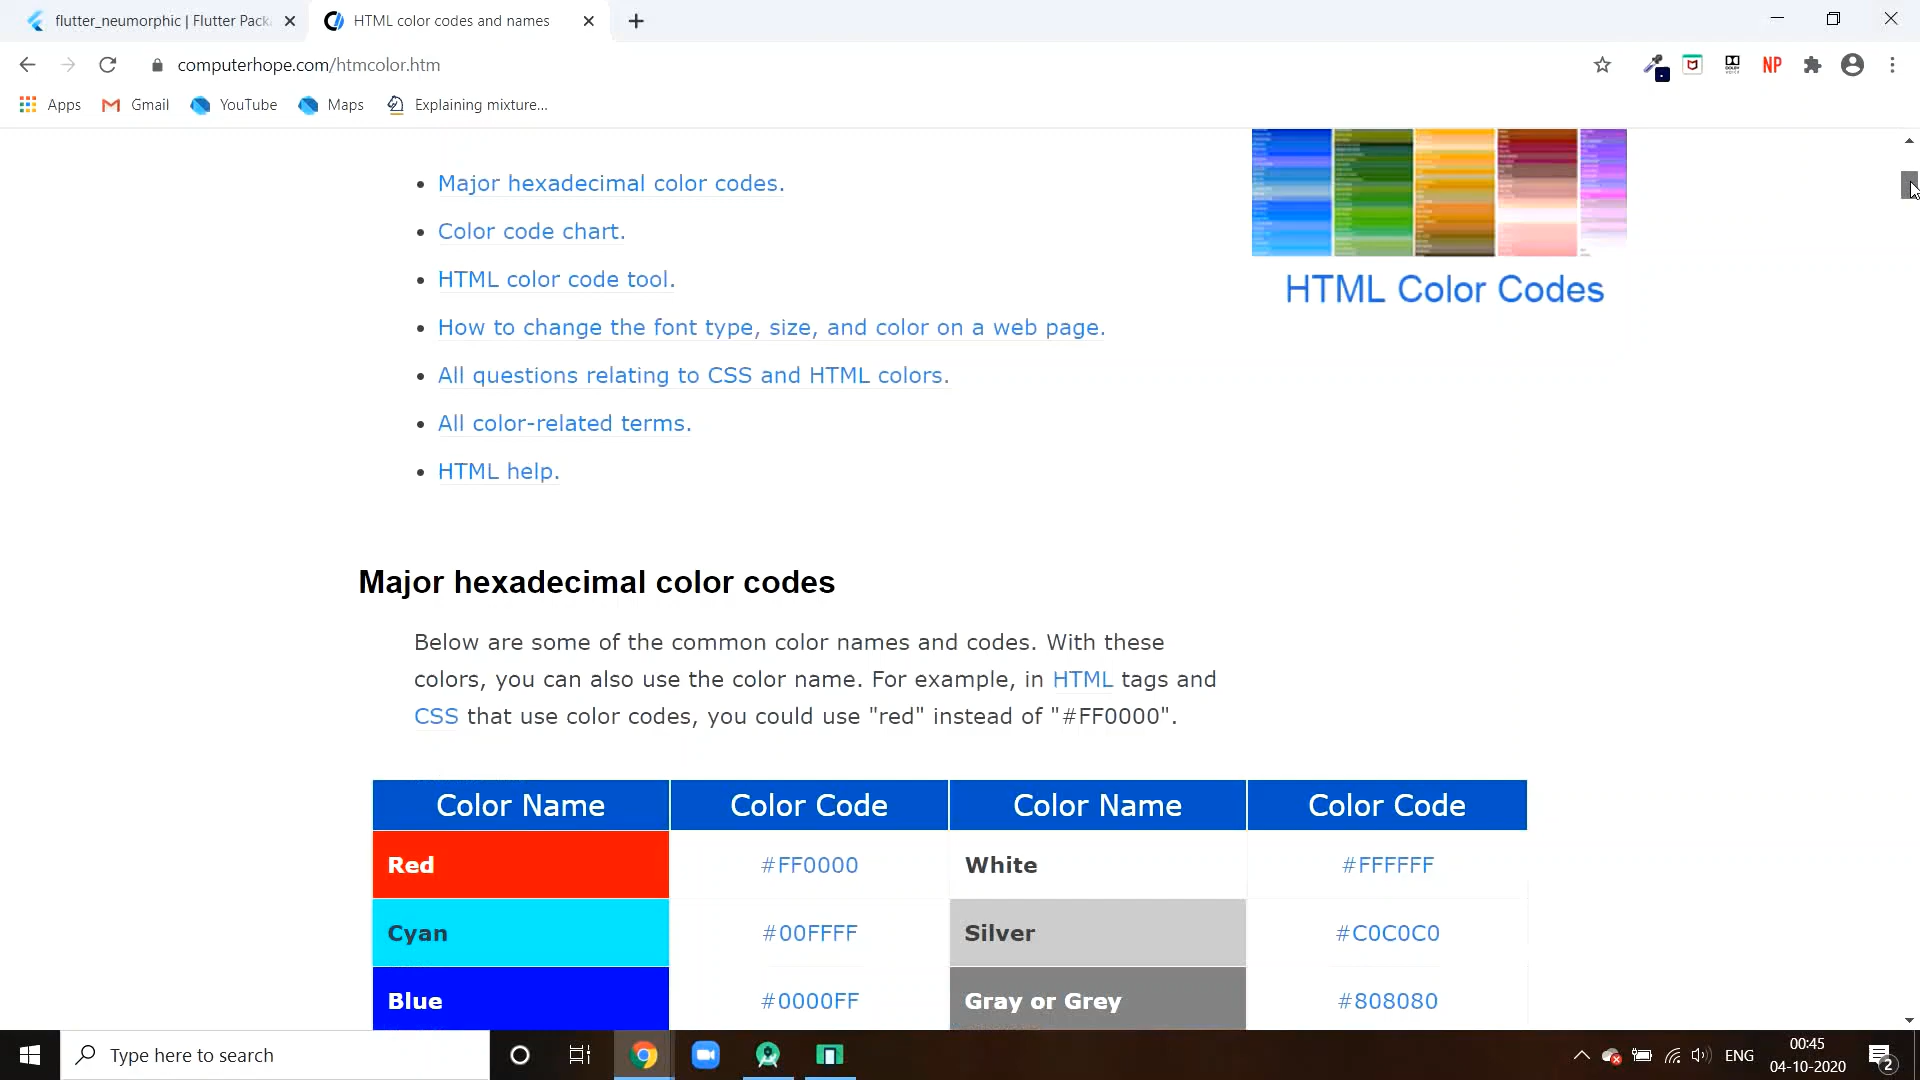 flutter_neumorphic | Flutter Pack
HTML color codes and names
computerhope.com/htmcolor.htm
NP
Apps
Gmail
YouTube
Maps
Explaining mixture...
Major hexadecimal color codes.
Color code chart.
HTML color code tool.
How to change the font type, size, and color on a web page.
All questions relating to CSS and HTML colors.
All color-related terms.
HTML help.
HTML Color Codes
Major hexadecimal color codes
Below are some of the common color names and codes. With these
colors, you can also use the color name. For example, in HTML tags and
CSS that use color codes, you could use "red" instead of "#FF0000".
Color Name Color Code Color Name Color Code
Red #FF0000 White #FFFFFF
Cyan #00FFFF Silver #C0C0C0
Blue #0000FF Gray or Grey #808080
Type here to search
ENG
00:45
04-10-2020
2